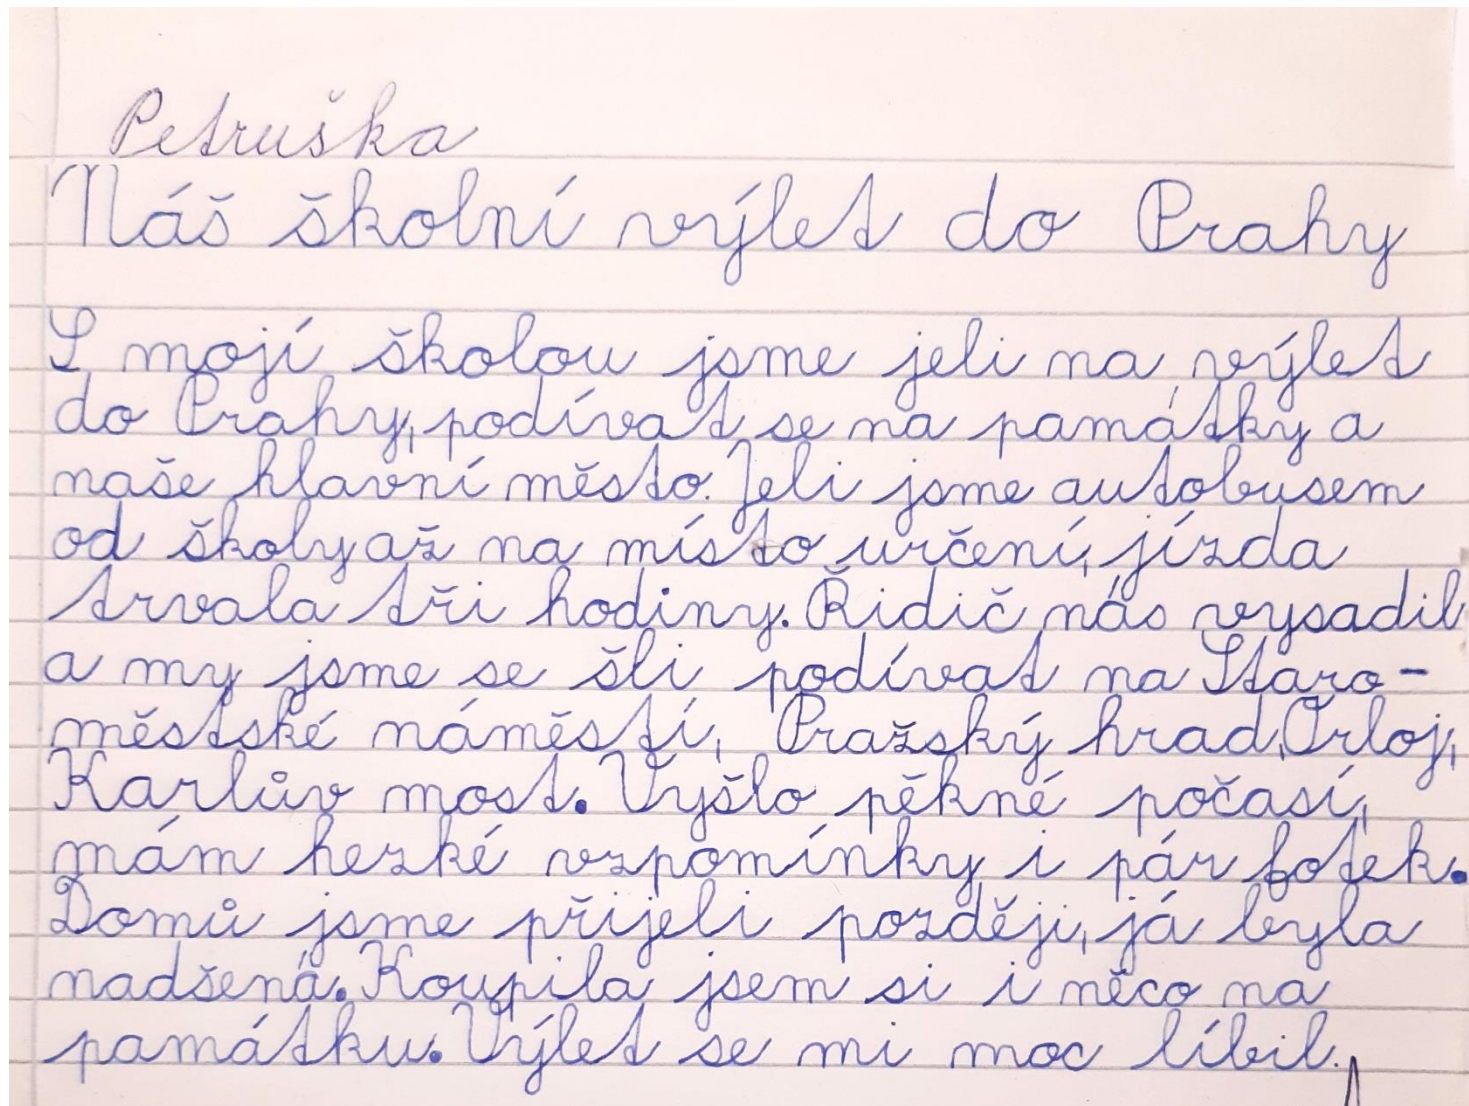 Petruška
Náš školní výlet do Prahy
S mojí školou jsme jeli na výlet
do Prahy, podívat se na památky a
naše hlavní město. Jeli jsme autobusem
od školy až na místo určení, jízda
trvala tři hodiny. Řidič nás vysadil
a my jsme se šli podívat na Staro-
městské náměstí, Pražský hrad, Orloj,
Karlův most. Vyšlo pěkné počasí,
mám hezké vzpomínky i pár fotek.
Domů jsme přijeli později, já byla
nadšená. Koupila jsem si i něco na
památku. Výlet se mi moc líbil.